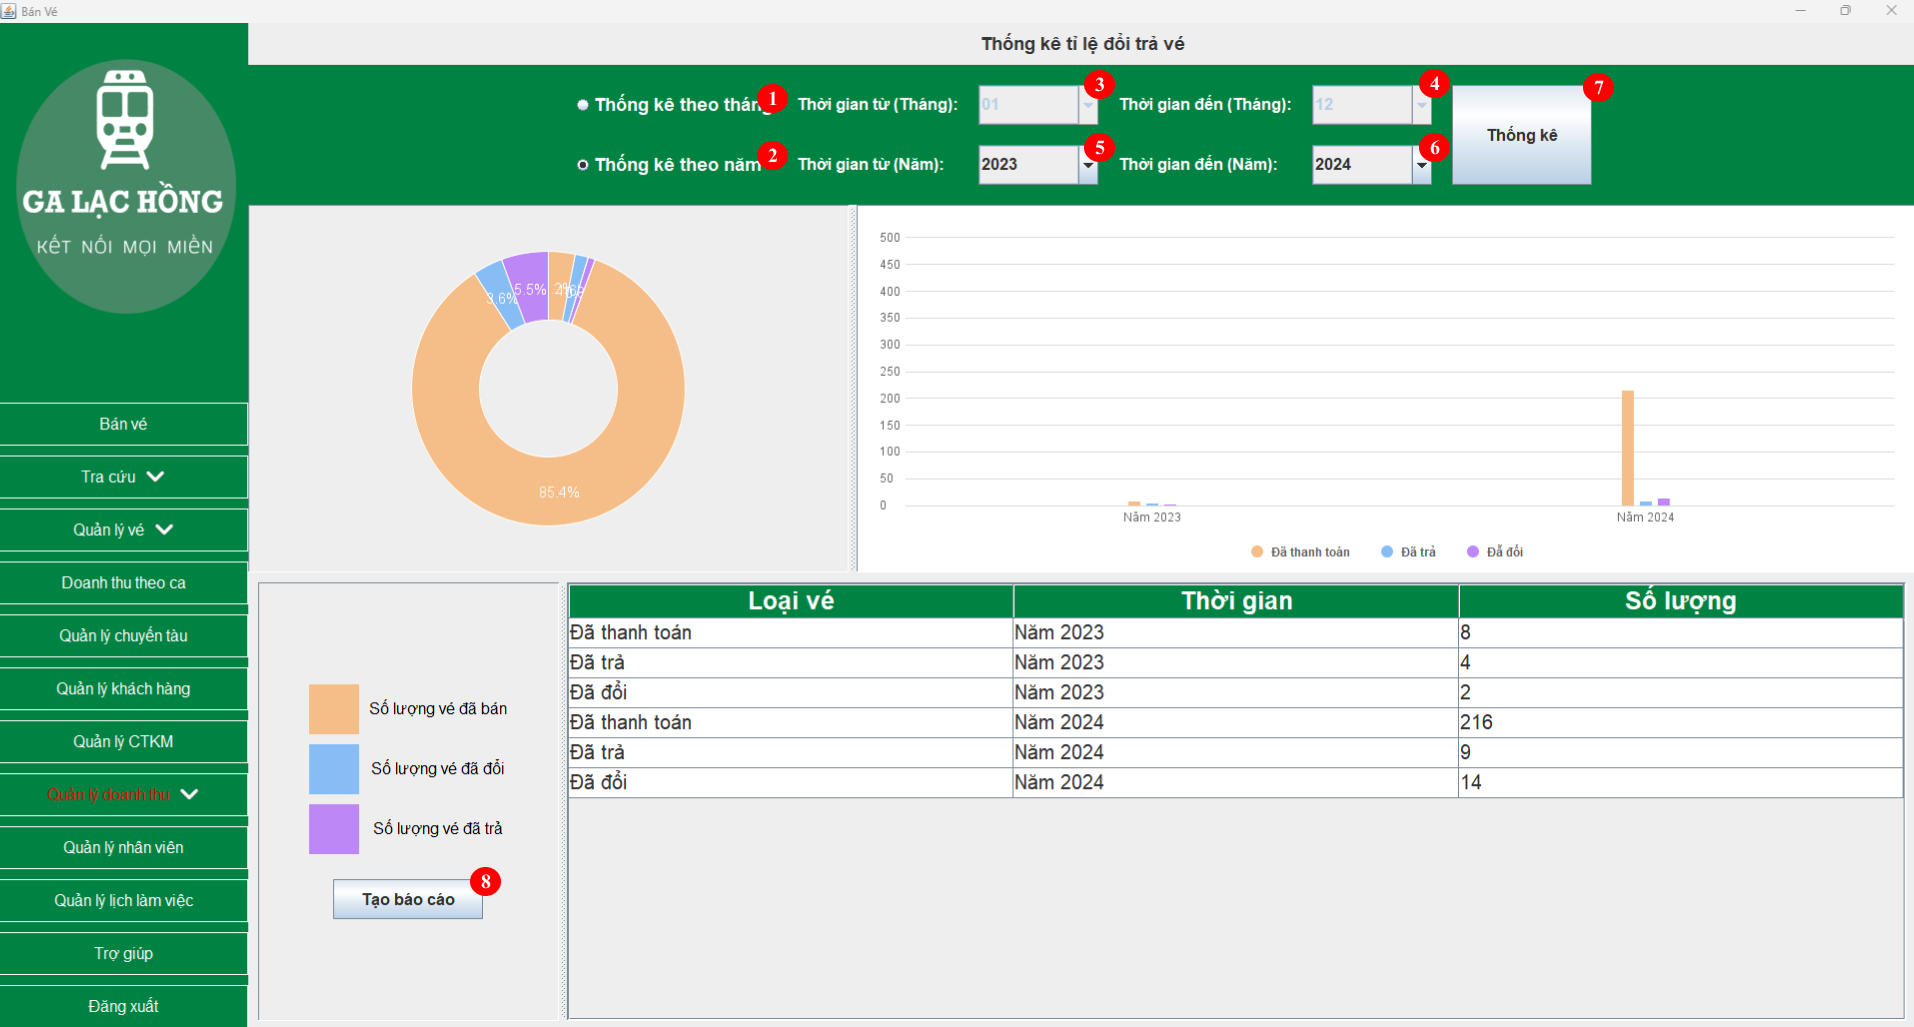 Bán Vé
Thống kê tỉ lệ đổi trả vé
GA LẠC HỒNG
KẾT NỐI MỌI MIỀN
Thống kê theo tháng
1
Thời gian từ (Tháng):
01
3
Thời gian đến (Tháng):
12
4
Thống kê
7
Thống kê theo năm
2
Thời gian từ (Năm):
2023
5
Thời gian đến (Năm):
2024
6
Bán vé
Tra cứu
Quản lý vé
Doanh thu theo ca
Quản lý chuyến tàu
Quản lý khách hàng
Quản lý CTKM
Quản lý doanh thu
Quản lý nhân viên
Quản lý lịch làm việc
Trợ giúp
Đăng xuất
3.6%
5.5%
85.4%
500
450
400
350
300
250
200
150
100
50
0
Năm 2023
Năm 2024
Đã thanh toán
Đã trả
Đã đổi
Số lượng vé đã bán
Số lượng vé đã đổi
Số lượng vé đã trả
Tạo báo cáo
8
Loại vé Thời gian Số lượng
Đã thanh toán Năm 2023 8
Đã trả Năm 2023 4
Đã đổi Năm 2023 2
Đã thanh toán Năm 2024 216
Đã trả Năm 2024 9
Đã đổi Năm 2024 14